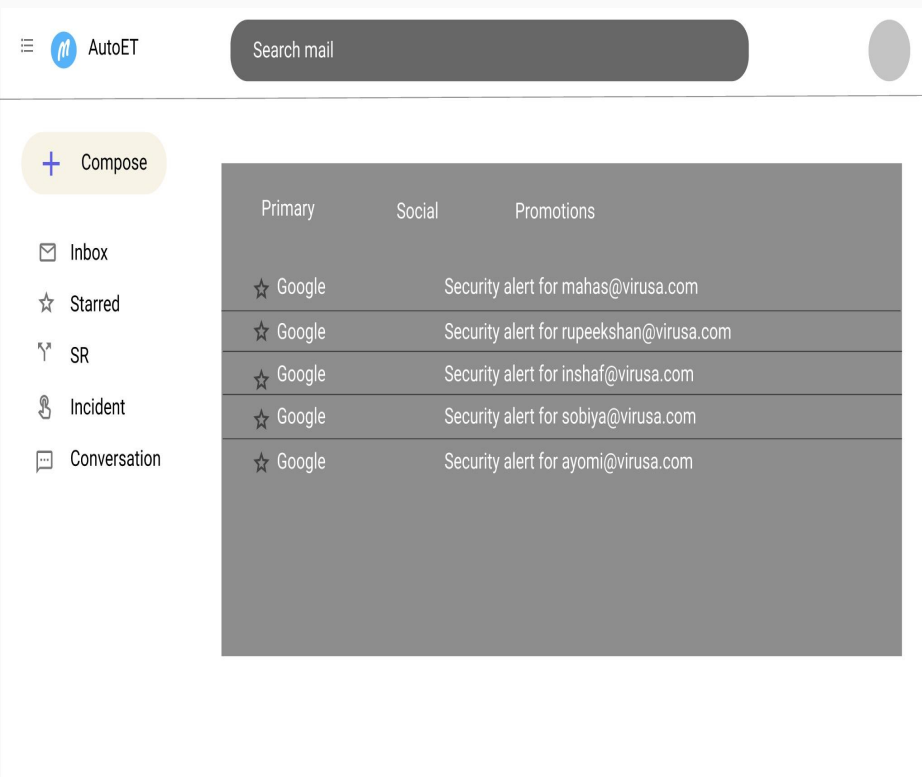 AutoET
Search mail
Compose
Inbox
Starred
SR
Incident
Conversation
Primary Social Promotions
Google Security alert for mahas@virusa.com
Google Security alert for rupeekshan@virusa.com
Google Security alert for inshaf@virusa.com
Google Security alert for sobiya@virusa.com
Google Security alert for ayomi@virusa.com